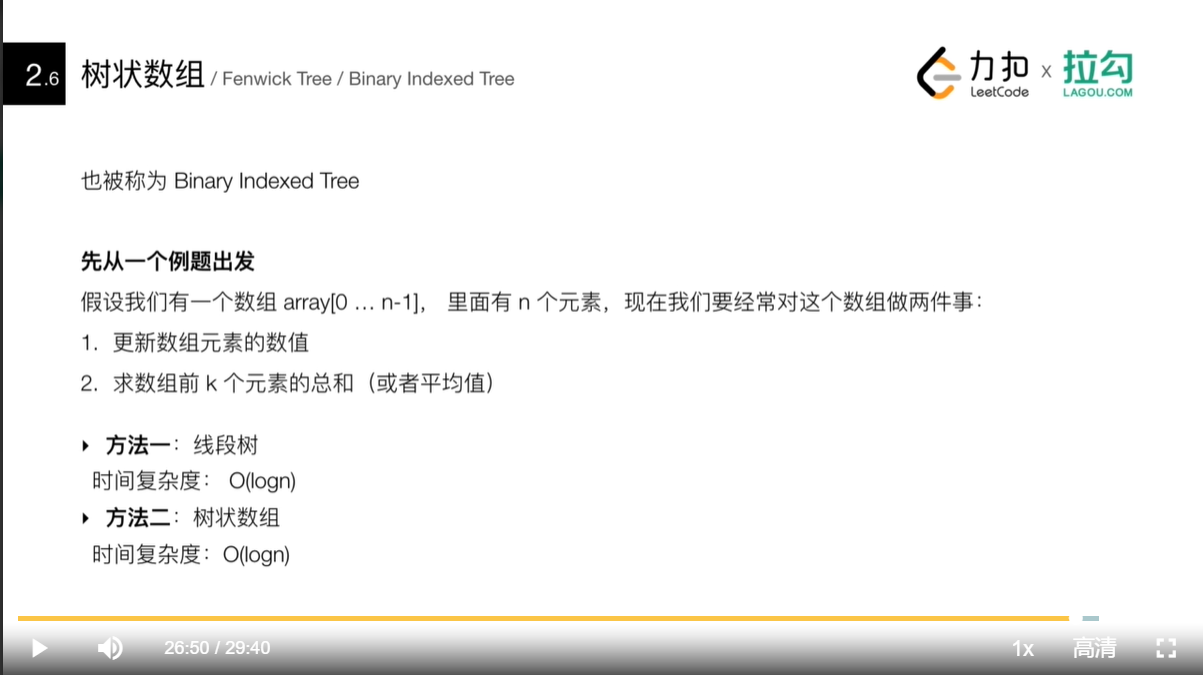 2.6 树状数组 / Fenwick Tree / Binary Indexed Tree
力扣 LeetCode x 拉勾 LAGOU.COM
也被称为 Binary Indexed Tree
先从一个例题出发
假设我们有一个数组 array[0 … n-1]， 里面有 n 个元素，现在我们要经常对这个数组做两件事：
1. 更新数组元素的数值
2. 求数组前 k 个元素的总和（或者平均值）
方法一：线段树
时间复杂度： O(logn)
方法二：树状数组
时间复杂度：O(logn)
26:50 / 29:40 1x 高清